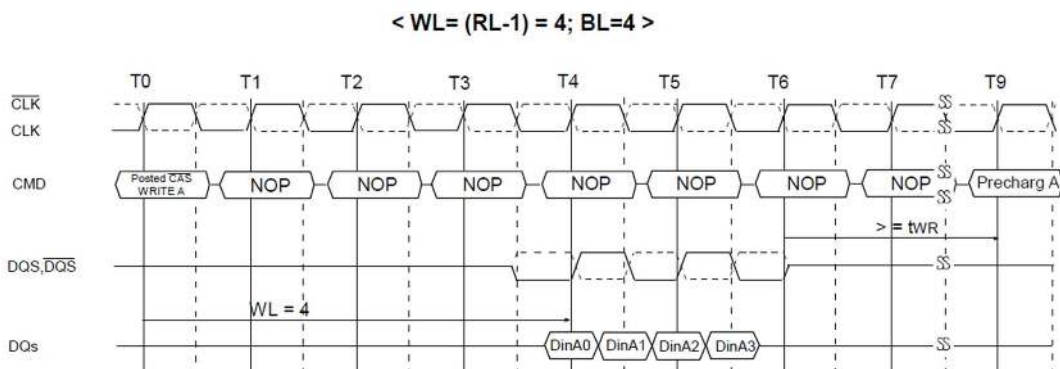 < WL= (RL-1) = 4; BL=4 >
T0 T1 T2 T3 T4 T5 T6 T7 T9
CLK
CLK
CMD
Posted CAS
WRITE A
NOP NOP NOP NOP NOP NOP NOP Precharg A
> = tWR
DQS,DQS
WL = 4
DQs
DinA0 DinA1 DinA2 DinA3